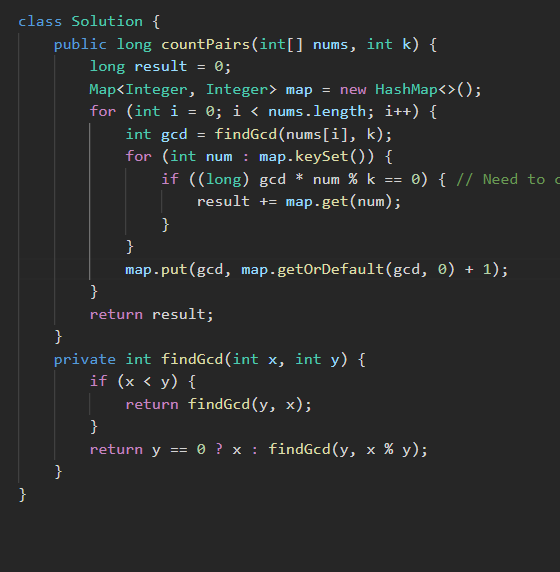 class Solution {
    public long countPairs(int[] nums, int k) {
        long result = 0;
        Map<Integer, Integer> map = new HashMap<>();
        for (int i = 0; i < nums.length; i++) {
            int gcd = findGcd(nums[i], k);
            for (int num : map.keySet()) {
                if ((long) gcd * num % k == 0) { // Need to
                    result += map.get(num);
                }
            }
            map.put(gcd, map.getOrDefault(gcd, 0) + 1);
        }
        return result;
    }
    private int findGcd(int x, int y) {
        if (x < y) {
            return findGcd(y, x);
        }
        return y == 0 ? x : findGcd(y, x % y);
    }
}